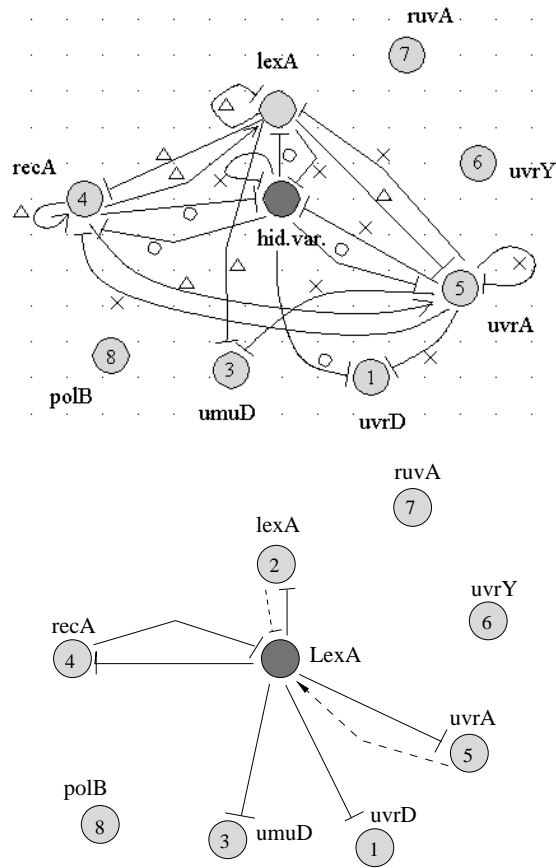 ruvA
7
lexA
6
uvrY
recA
4
hid.var.
5
uvrA
8
polB
3
umuD
1
uvrD
ruvA
7
lexA
2
uvrY
6
recA
4
LexA
uvrA
5
polB
8
3
umuD
uvrD
1